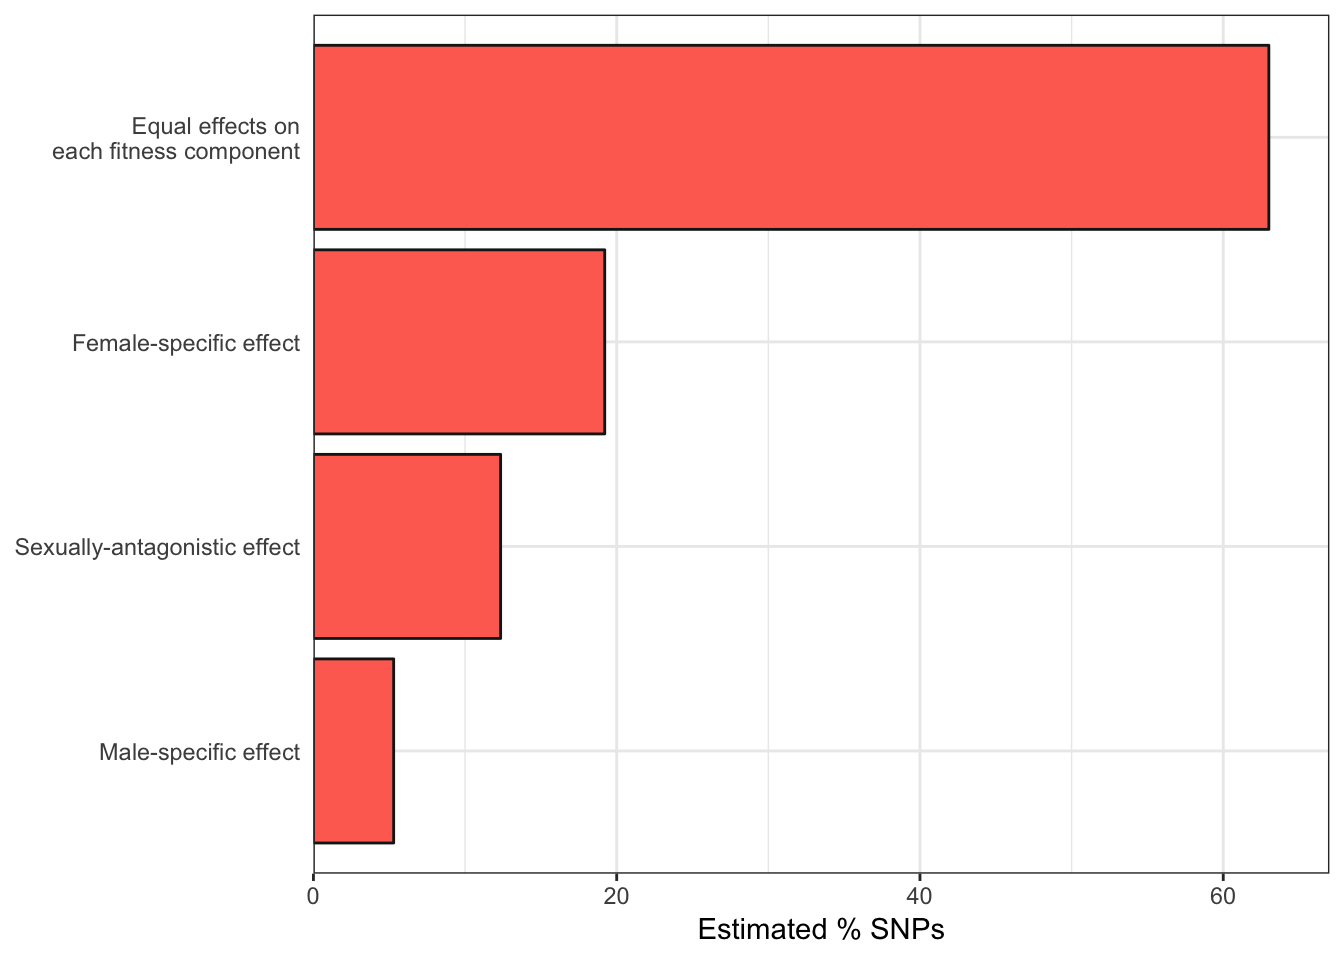 Equal effects on
each fitness component
Female-specific effect
Sexually-antagonistic effect
Male-specific effect
0 20 40 60
Estimated % SNPs